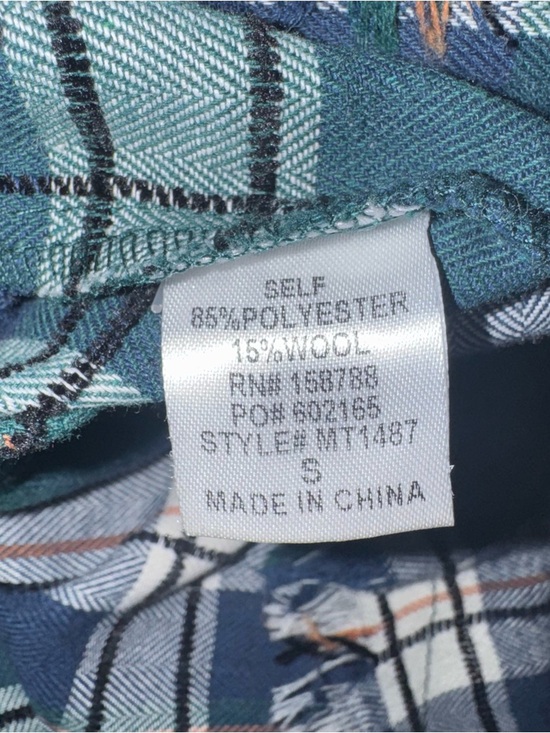 SELF
85%POLYESTER
15%WOOL
RN# 158788
PO# 602165
STYLE# MT1487
S
MADE IN CHINA